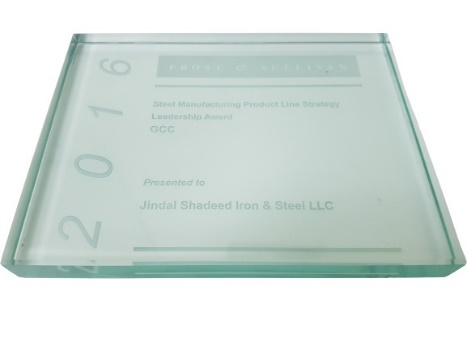 FROST & SULLIVAN
Steel Manufacturing Product Line Strategy
Leadership Award
GCC
Presented to
Jindal Shadeed Iron & Steel LLC
2016